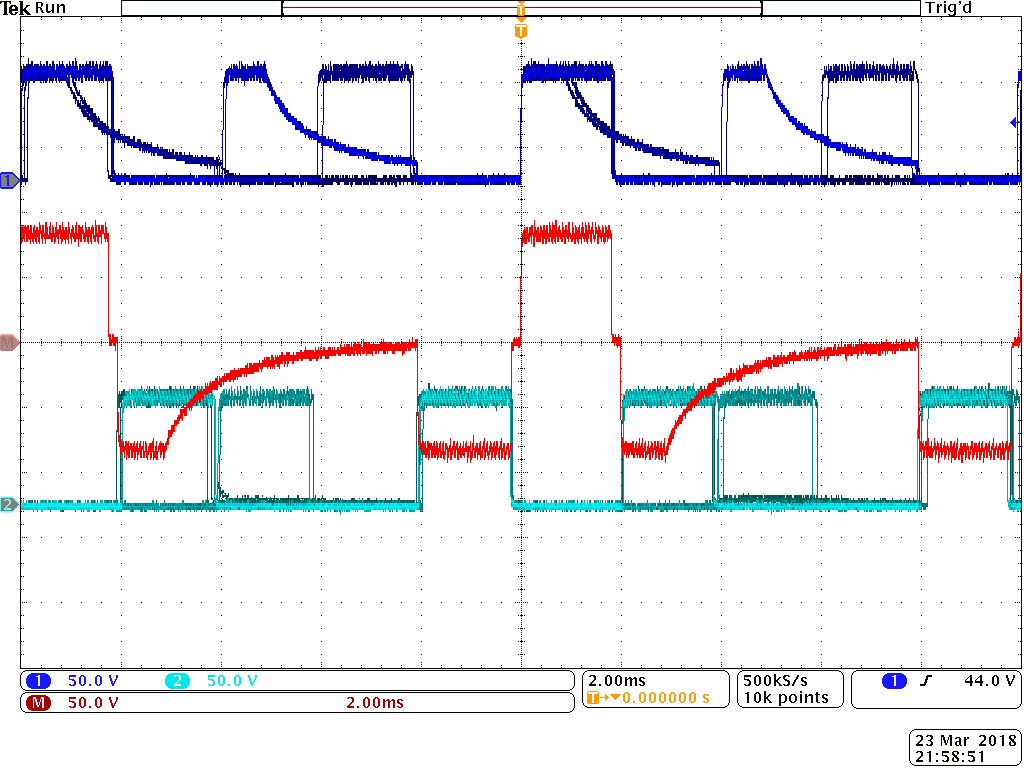 Tek Run Trig'd
T
T
1
M
2
1 50.0 V 2 50.0 V 2.00ms 500kS/s 1 44.0 V
T 0.000000 s 10k points
M 50.0 V 2.00ms
23 Mar 2018
21:58:51